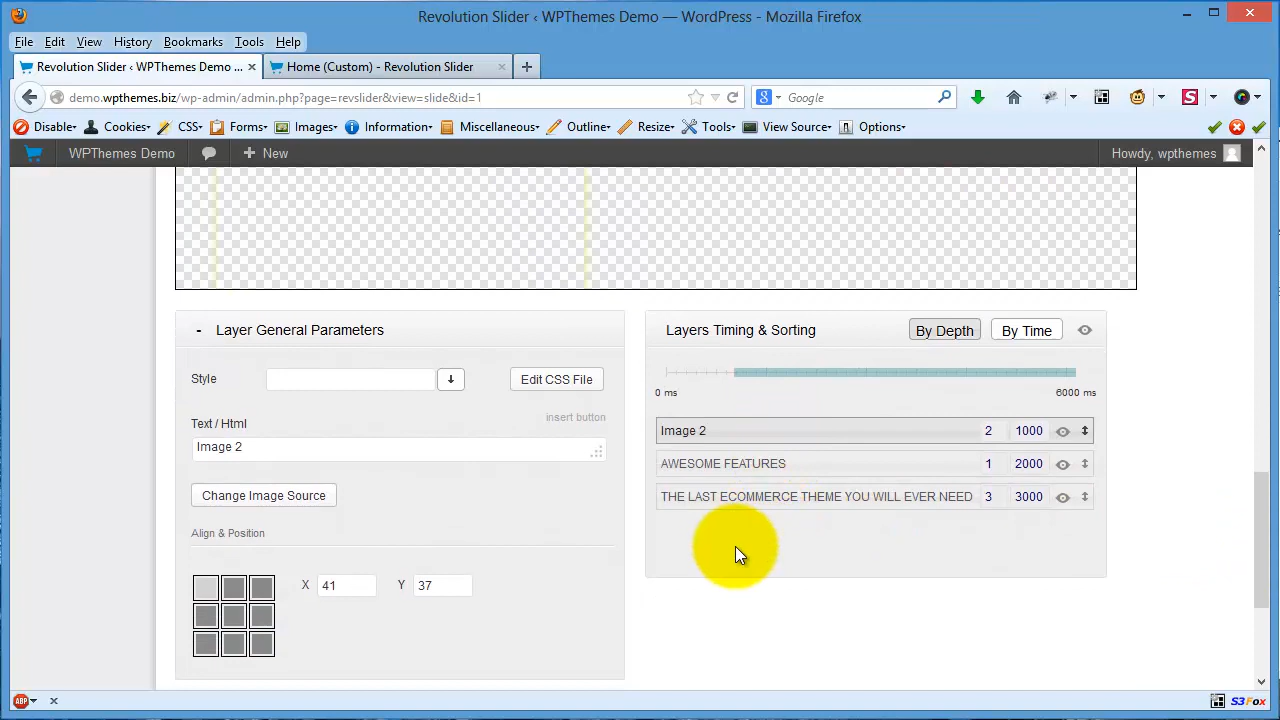 Revolution Slider ‹ WPThemes Demo — WordPress - Mozilla Firefox
File Edit View History Bookmarks Tools Help
Revolution Slider ‹ WPThemes Demo ... × Home (Custom) - Revolution Slider × +
demo.wpthemes.biz/wp-admin/admin.php?page=revslider&view=slide&id=1 Google
Disable Cookies CSS Forms Images Information Miscellaneous Outline Resize Tools View Source Options
WPThemes Demo + New Howdy, wpthemes
- Layer General Parameters
Style Edit CSS File
insert button
Text / Html
Image 2
Change Image Source
Align & Position
X 41 Y 37
Layers Timing & Sorting By Depth By Time
0 ms 6000 ms
Image 2 2 1000
AWESOME FEATURES 1 2000
THE LAST ECOMMERCE THEME YOU WILL EVER NEED 3 3000
ABP × S3Fox